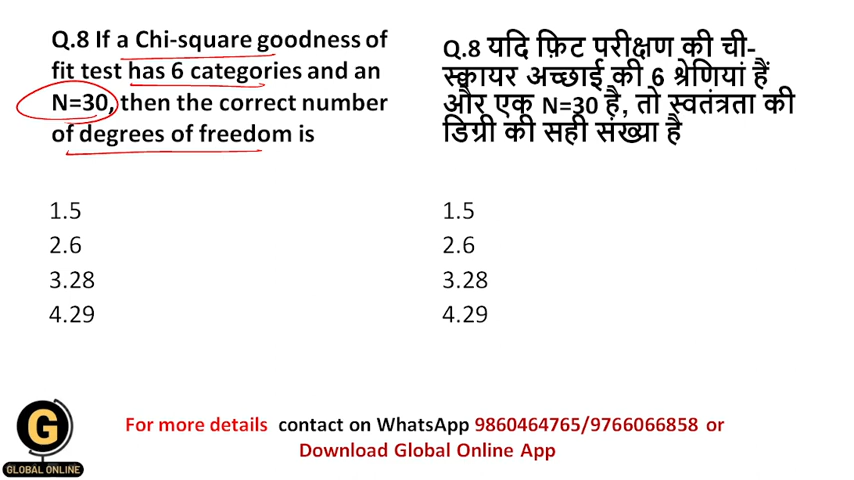 Q.8 If a Chi-square goodness of
fit test has 6 categories and an
N=30, then the correct number
of degrees of freedom is
1.5
2.6
3.28
4.29
Q.8 यदि फ़िट परीक्षण की ची-
स्क्वायर अच्छाई की 6 श्रेणियां हैं
और एक N=30 है, तो स्वतंत्रता की
डिग्री की सही संख्या है
1.5
2.6
3.28
4.29
G
GLOBAL ONLINE
For more details contact on WhatsApp 9860464765/9766066858 or
Download Global Online App